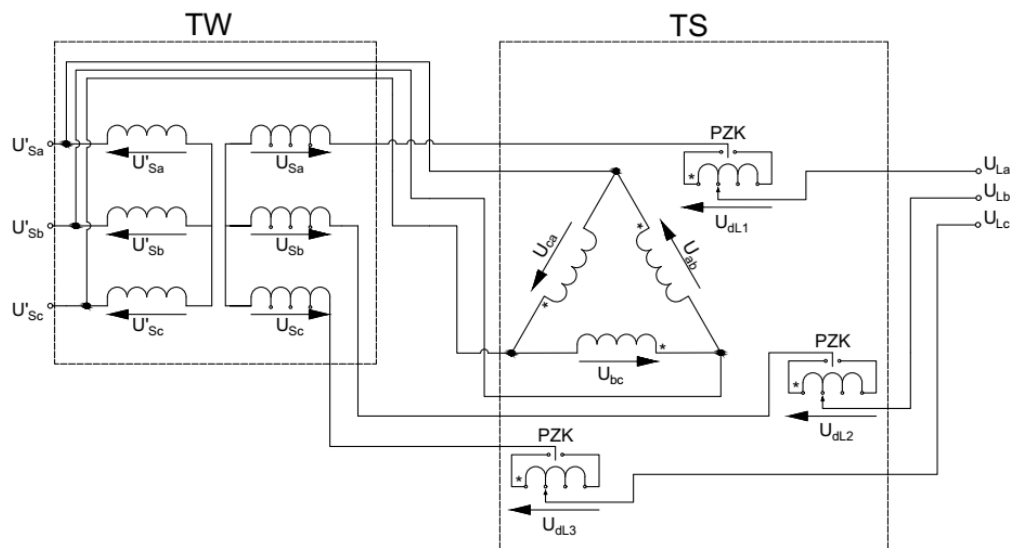 TW
TS
U'Sa
U'Sa
USa
PZK
*
UdL1
ULa
ULb
ULc
U'Sb
U'Sb
USb
Uca
*
Uab
*
U'Sc
U'Sc
USc
Ubc
*
PZK
*
UdL2
PZK
*
UdL3